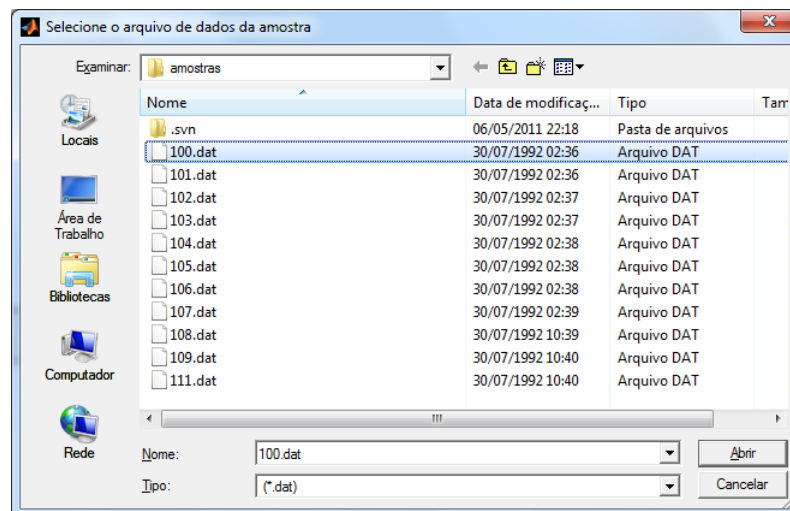 Selecione o arquivo de dados da amostra
Examinar: amostras
Nome Data de modificaç... Tipo Tam
.svn 06/05/2011 22:18 Pasta de arquivos
100.dat 30/07/1992 02:36 Arquivo DAT
101.dat 30/07/1992 02:36 Arquivo DAT
102.dat 30/07/1992 02:37 Arquivo DAT
103.dat 30/07/1992 02:37 Arquivo DAT
104.dat 30/07/1992 02:38 Arquivo DAT
105.dat 30/07/1992 02:38 Arquivo DAT
106.dat 30/07/1992 02:38 Arquivo DAT
107.dat 30/07/1992 02:39 Arquivo DAT
108.dat 30/07/1992 10:39 Arquivo DAT
109.dat 30/07/1992 10:40 Arquivo DAT
111.dat 30/07/1992 10:40 Arquivo DAT
Locais
Área de
Trabalho
Bibliotecas
Computador
Rede
Nome: 100.dat Abrir
Tipo: (*.dat) Cancelar